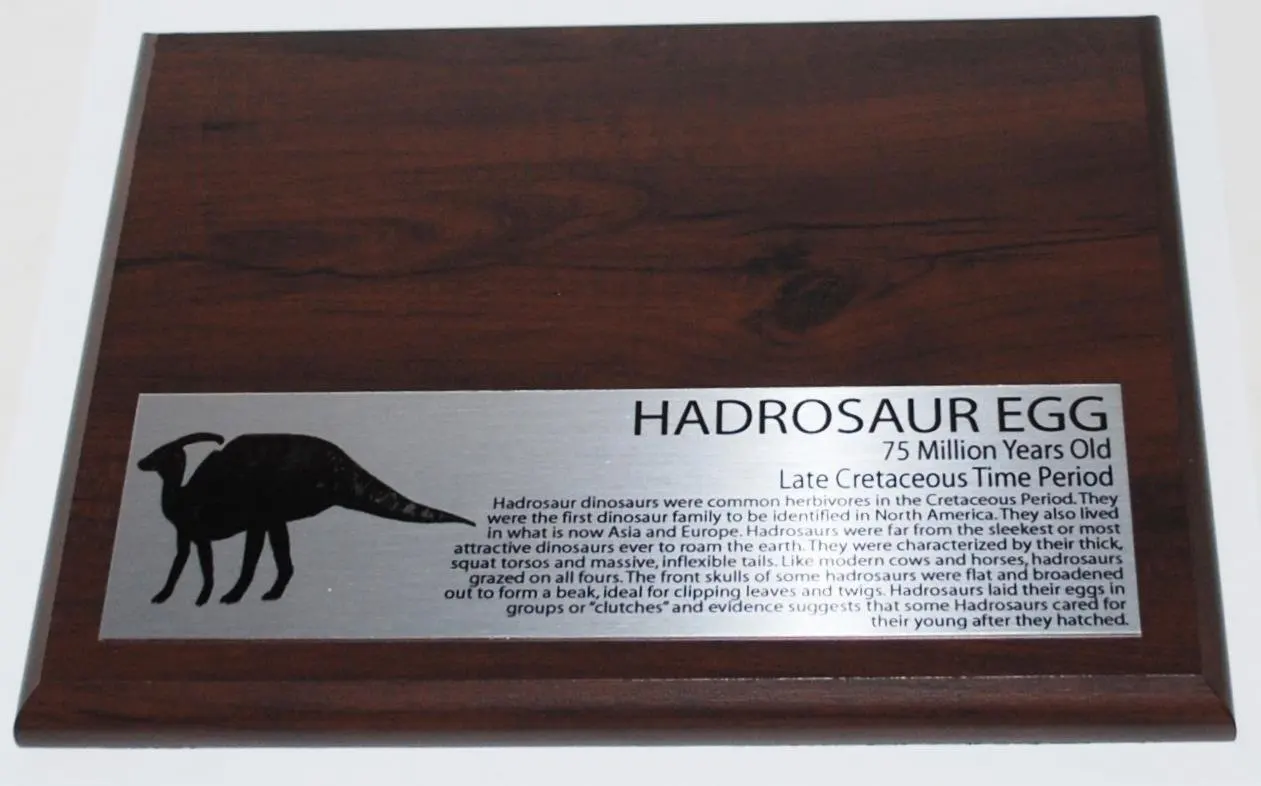 HADROSAUR EGG
75 Million Years Old
Late Cretaceous Time Period
Hadrosaur dinosaurs were common herbivores in the Cretaceous Period. They
were the first dinosaur family to be identified in North America. They also lived
in what is now Asia and Europe. Hadrosaurs were far from the sleekest or most
attractive dinosaurs ever to roam the earth. They were characterized by their thick,
squat torsos and massive, inflexible tails. Like modern cows and horses, hadrosaurs
grazed on all fours. The front skulls of some hadrosaurs were flat and broadened
out to form a beak, ideal for clipping leaves and twigs. Hadrosaurs laid their eggs in
groups or "clutches" and evidence suggests that some Hadrosaurs cared for
their young after they hatched.